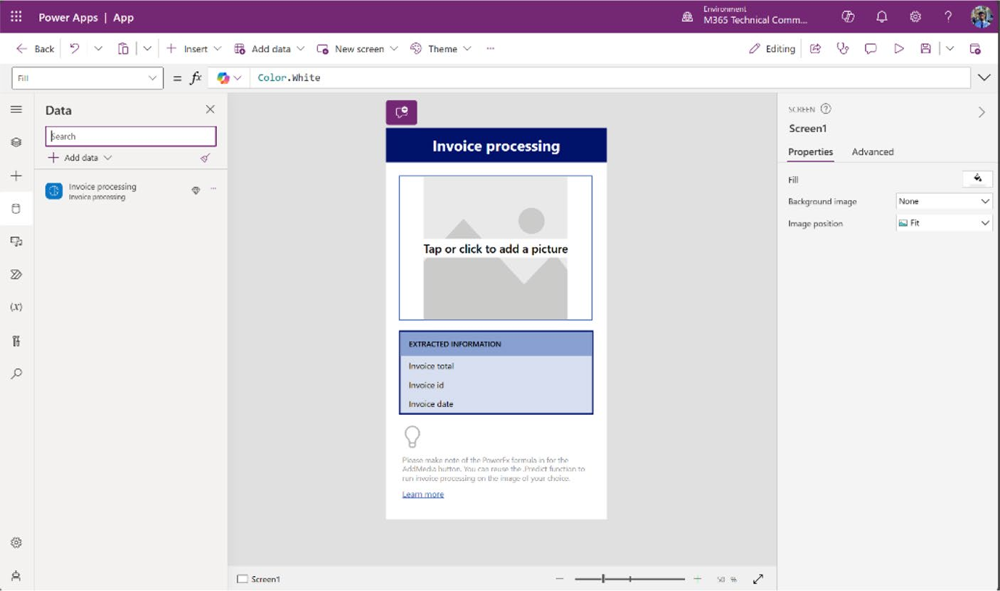 Power Apps | App
Environment
M365 Technical Comm...
Back
Insert
Add data
New screen
Theme
...
Editing
Fill
= fx
Color.White
Data
Search
Add data
Invoice processing
Invoice processing
...
Invoice processing
Tap or click to add a picture
EXTRACTED INFORMATION
Invoice total
Invoice id
Invoice date
Please make note of the PowerFx formula in for the
AddMedia button. You can reuse the .Predict function to
run invoice processing on the image of your choice.
Learn more
SCREEN
Screen1
Properties Advanced
Fill
Background image None
Image position Fit
(x)
Screen1
50 %